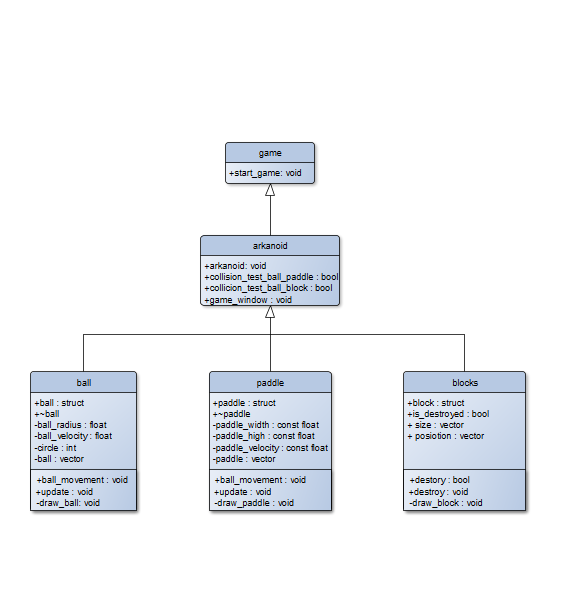 game
+start_game: void
arkanoid
+arkanoid: void
+collision_test_ball_paddle : bool
+collicion_test_ball_block : bool
+game_window : void
ball
+ball : struct
+~ball
-ball_radius : float
-ball_velocity : float
-circle : int
-ball : vector
+ball_movement : void
+update : void
-draw_ball: void
paddle
+paddle : struct
+~paddle
-paddle_width : const float
-paddle_high : const float
-paddle_velocity : const float
-paddle : vector
+ball_movement : void
+update : void
-draw_paddle : void
blocks
+block : struct
+is_destroyed : bool
+ size : vector
+ posiotion : vector
+destory : bool
+destroy : void
-draw_block : void